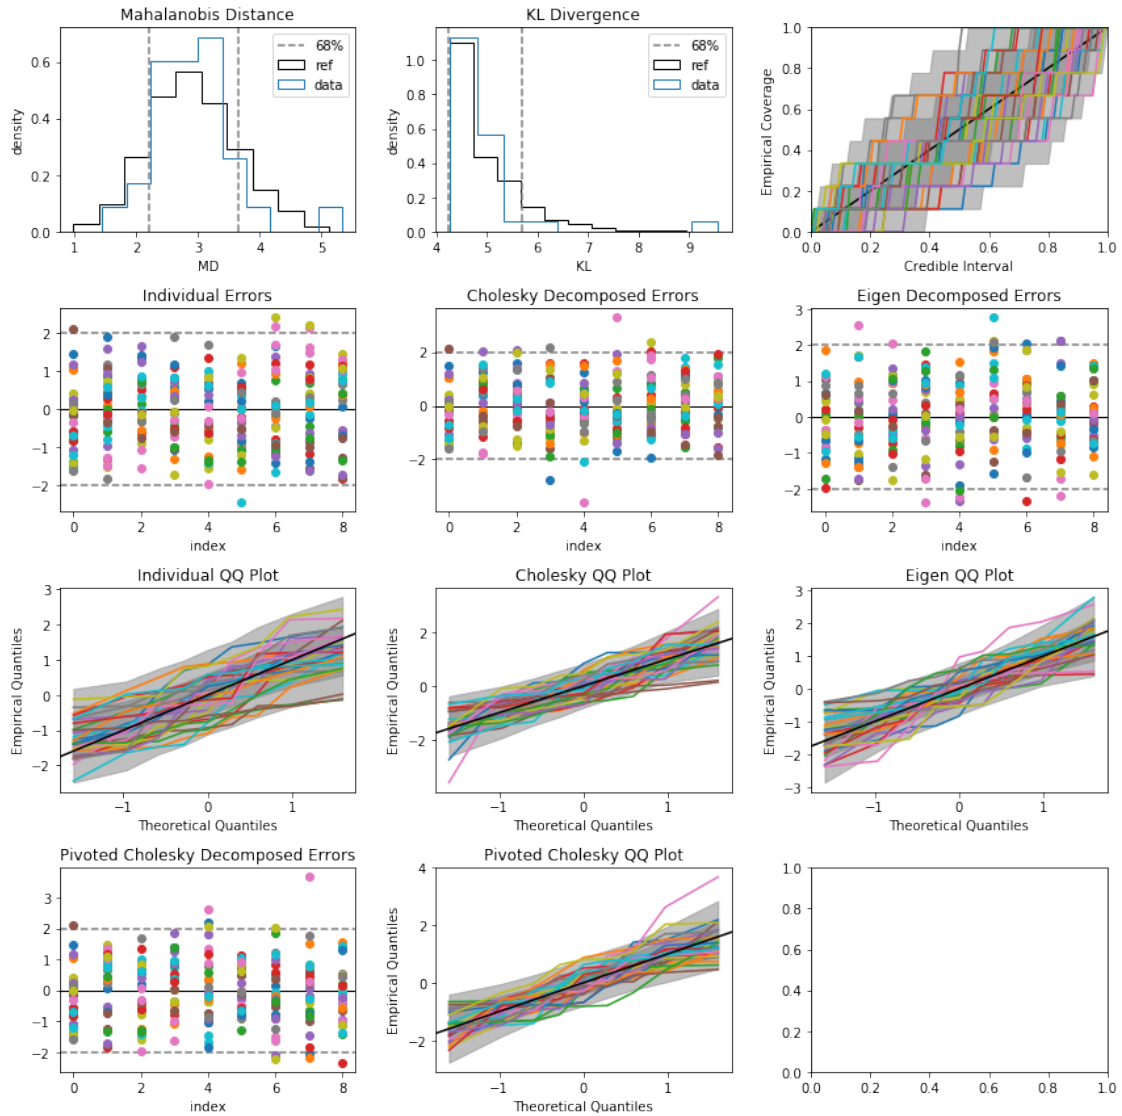 Mahalanobis Distance
density
0.6
0.4
0.2
0.0
68%
ref
data
1 2 3 4 5
MD
KL Divergence
density
1.0
0.8
0.6
0.4
0.2
0.0
68%
ref
data
4 5 6 7 8 9
KL
Empirical Coverage
1.0
0.8
0.6
0.4
0.2
0.0
0.0 0.2 0.4 0.6 0.8 1.0
Credible Interval
Individual Errors
2
1
0
−1
−2
0 2 4 6 8
index
Cholesky Decomposed Errors
2
0
−2
0 2 4 6 8
index
Eigen Decomposed Errors
3
2
1
0
−1
−2
0 2 4 6 8
index
Individual QQ Plot
Empirical Quantiles
3
2
1
0
−1
−2
−1 0 1
Theoretical Quantiles
Cholesky QQ Plot
Empirical Quantiles
2
0
−2
−1 0 1
Theoretical Quantiles
Eigen QQ Plot
Empirical Quantiles
3
2
1
0
−1
−2
−3
−1 0 1
Theoretical Quantiles
Pivoted Cholesky Decomposed Errors
3
2
1
0
−1
−2
0 2 4 6 8
index
Pivoted Cholesky QQ Plot
Empirical Quantiles
4
2
0
−2
−1 0 1
Theoretical Quantiles
1.0
0.8
0.6
0.4
0.2
0.0
0.0 0.2 0.4 0.6 0.8 1.0